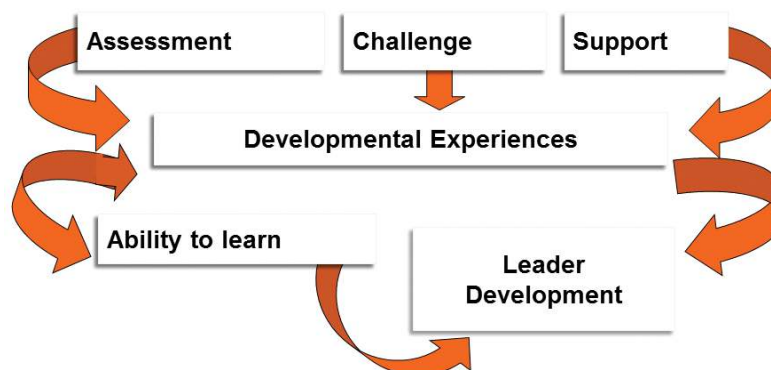 Assessment
Challenge
Support
Developmental Experiences
Ability to learn
Leader
Development